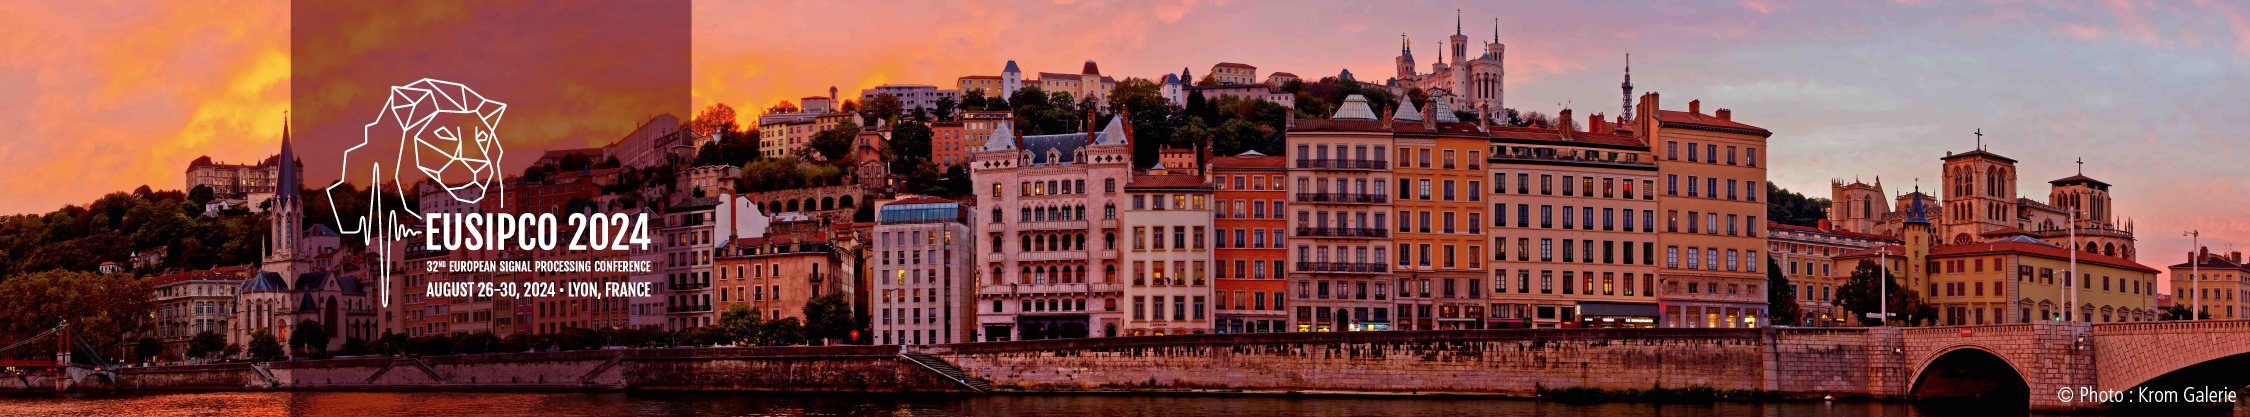 EUSIPCO 2024
32ND EUROPEAN SIGNAL PROCESSING CONFERENCE
AUGUST 26–30, 2024 • LYON, FRANCE
© Photo : Krom Galerie